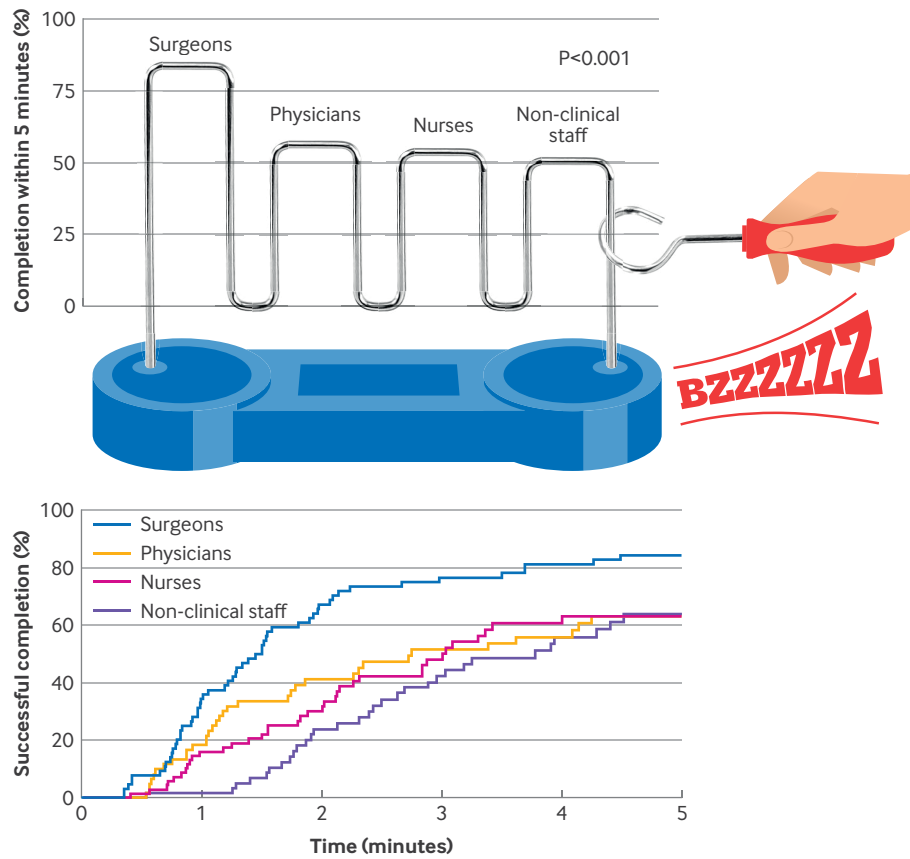 Completion within 5 minutes (%)
100
75
50
25
0
Surgeons
Physicians
Nurses
Non-clinical
staff
P<0.001
BZZZZZZ
Successful completion (%)
100
80
60
40
20
0
Surgeons
Physicians
Nurses
Non-clinical staff
0 1 2 3 4 5
Time (minutes)